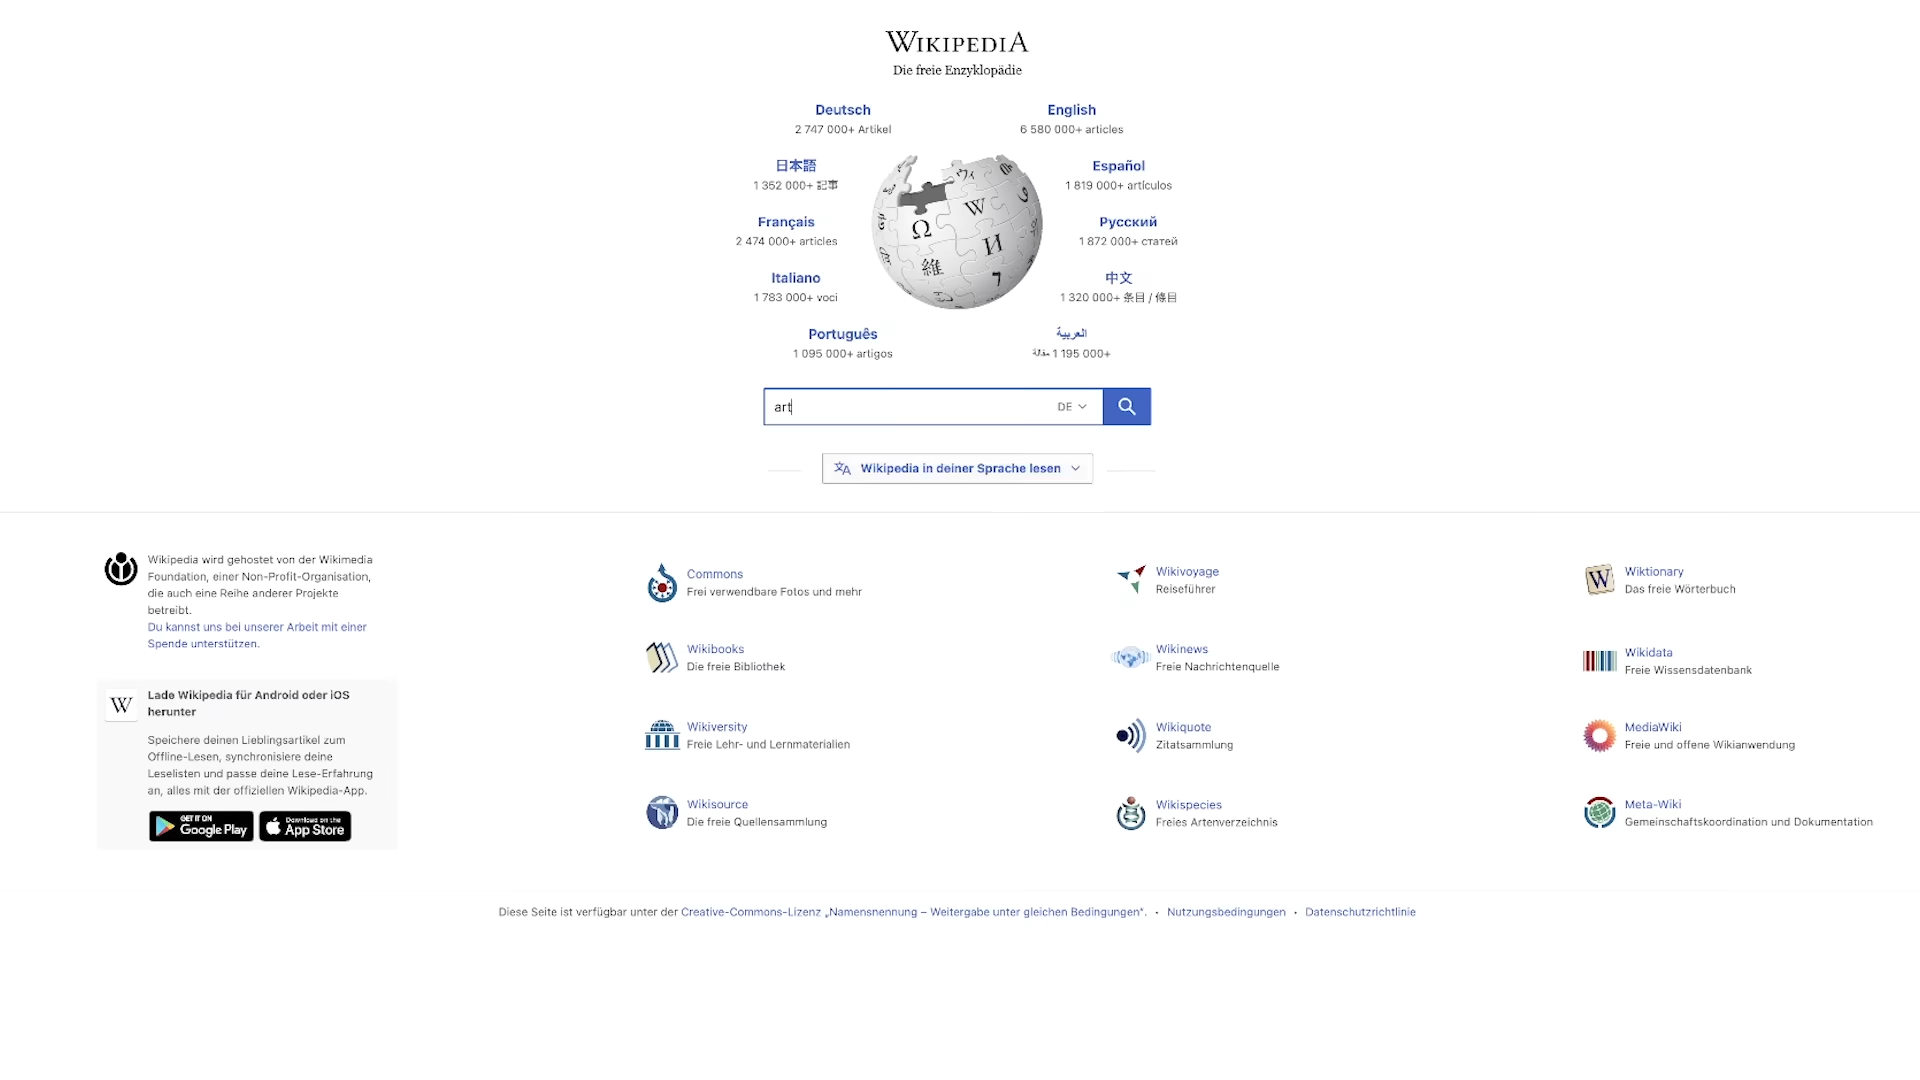 WIKIPEDIA
Die freie Enzyklopädie
Deutsch
2 747 000+ Artikel
English
6 580 000+ articles
日本語
1 352 000+ 記事
Español
1 819 000+ artículos
Français
2 474 000+ articles
Русский
1 872 000+ статей
Italiano
1 783 000+ voci
中文
1 320 000+ 条目 / 條目
Português
1 095 000+ artigos
العربية
1 195 000+ مقالة
Ω
W
И
維
ウィ
art
DE
Wikipedia in deiner Sprache lesen
Wikipedia wird gehostet von der Wikimedia
Foundation, einer Non-Profit-Organisation,
die auch eine Reihe anderer Projekte
betreibt.
Du kannst uns bei unserer Arbeit mit einer
Spende unterstützen.
W
Lade Wikipedia für Android oder iOS
herunter
Speichere deinen Lieblingsartikel zum
Offline-Lesen, synchronisiere deine
Leselisten und passe deine Lese-Erfahrung
an, alles mit der offiziellen Wikipedia-App.
GET IT ON
Google Play
Download on the
App Store
Commons
Frei verwendbare Fotos und mehr
Wikivoyage
Reiseführer
W
Wiktionary
Das freie Wörterbuch
Wikibooks
Die freie Bibliothek
Wikinews
Freie Nachrichtenquelle
Wikidata
Freie Wissensdatenbank
Wikiversity
Freie Lehr- und Lernmaterialien
Wikiquote
Zitatsammlung
MediaWiki
Freie und offene Wikianwendung
Wikisource
Die freie Quellensammlung
Wikispecies
Freies Artenverzeichnis
Meta-Wiki
Gemeinschaftskoordination und Dokumentation
Diese Seite ist verfügbar unter der Creative-Commons-Lizenz „Namensnennung – Weitergabe unter gleichen Bedingungen“. • Nutzungsbedingungen • Datenschutzrichtlinie